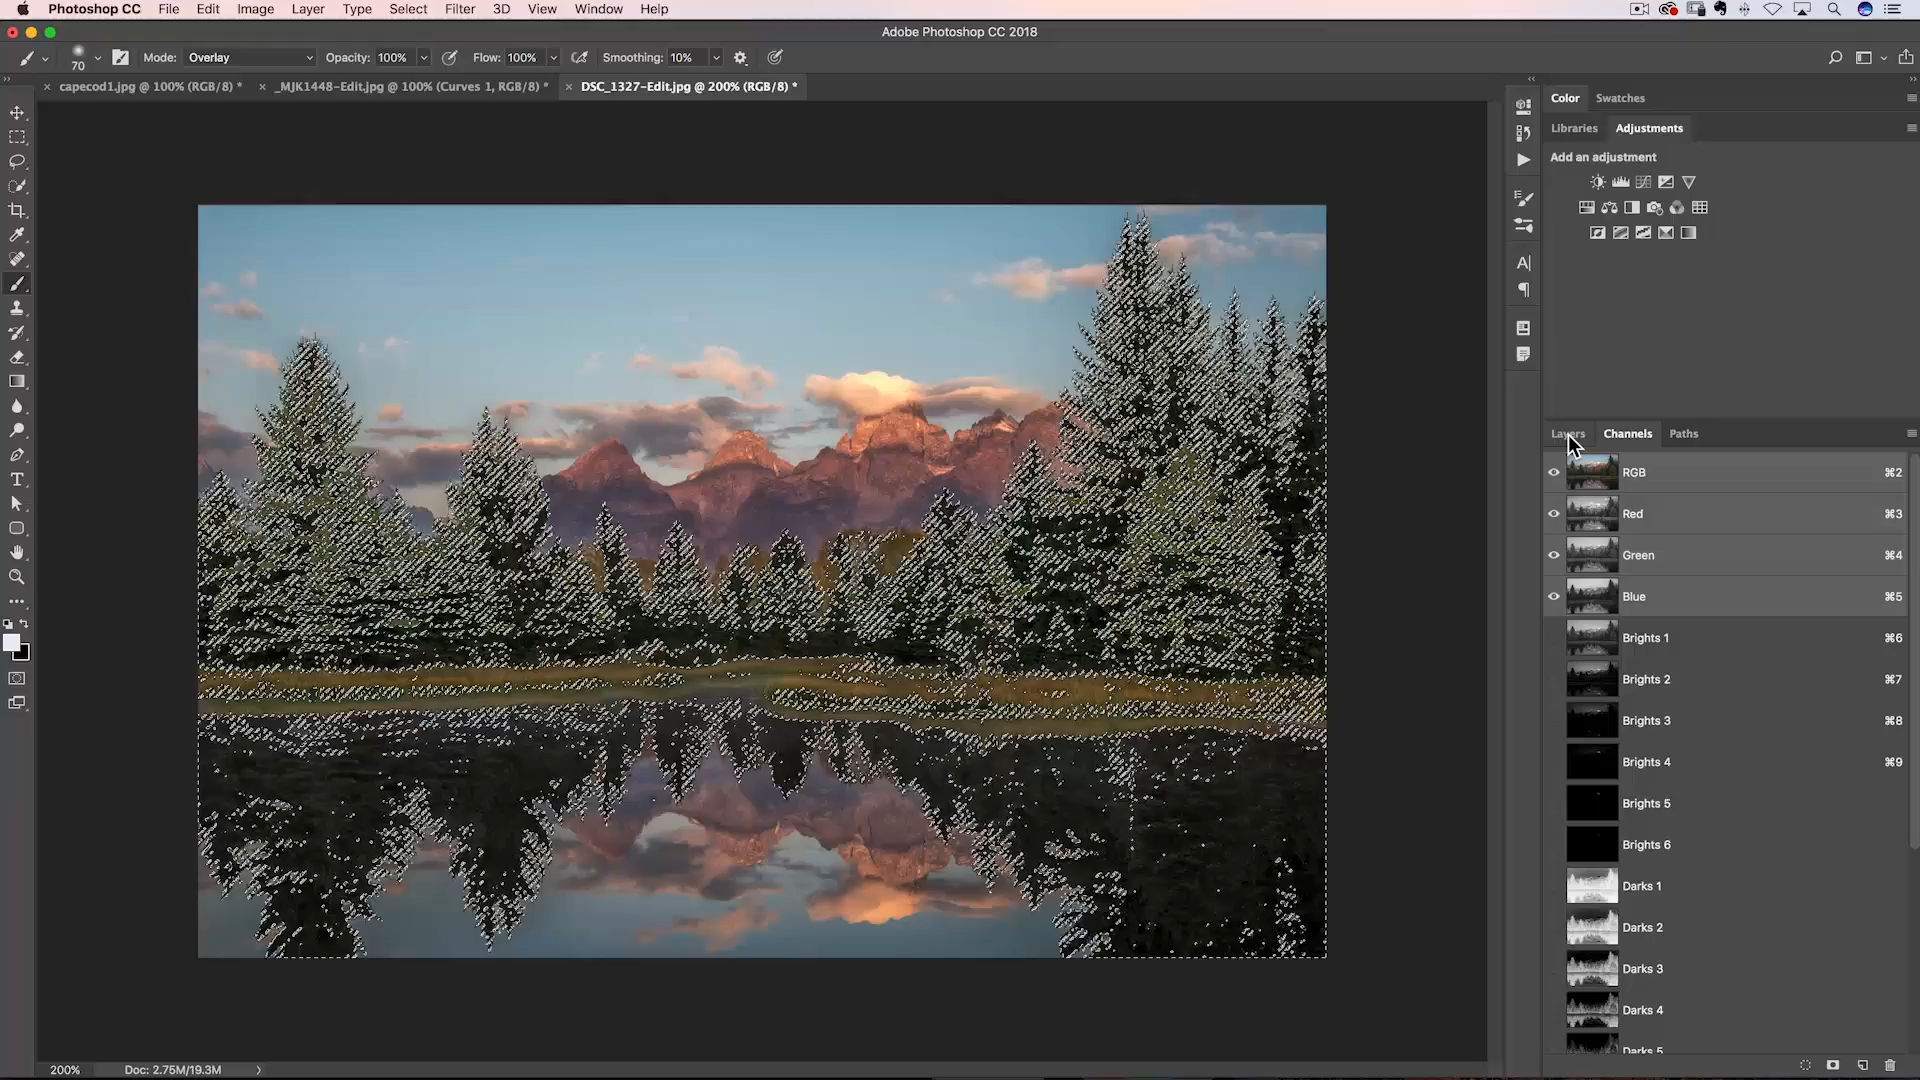 Photoshop CC File Edit Image Layer Type Select Filter 3D View Window Help
Adobe Photoshop CC 2018
70 Mode: Overlay Opacity: 100% Flow: 100% Smoothing: 10%
capecod1.jpg @ 100% (RGB/8) * _MJK1448-Edit.jpg @ 100% (Curves 1, RGB/8) * DSC_1327-Edit.jpg @ 200% (RGB/8) *
Color Swatches
Libraries Adjustments
Add an adjustment
Layers Channels Paths
RGB ⌘2
Red ⌘3
Green ⌘4
Blue ⌘5
Brights 1 ⌘6
Brights 2 ⌘7
Brights 3 ⌘8
Brights 4 ⌘9
Brights 5
Brights 6
Darks 1
Darks 2
Darks 3
Darks 4
Darks 5
200% Doc: 2.75M/19.3M